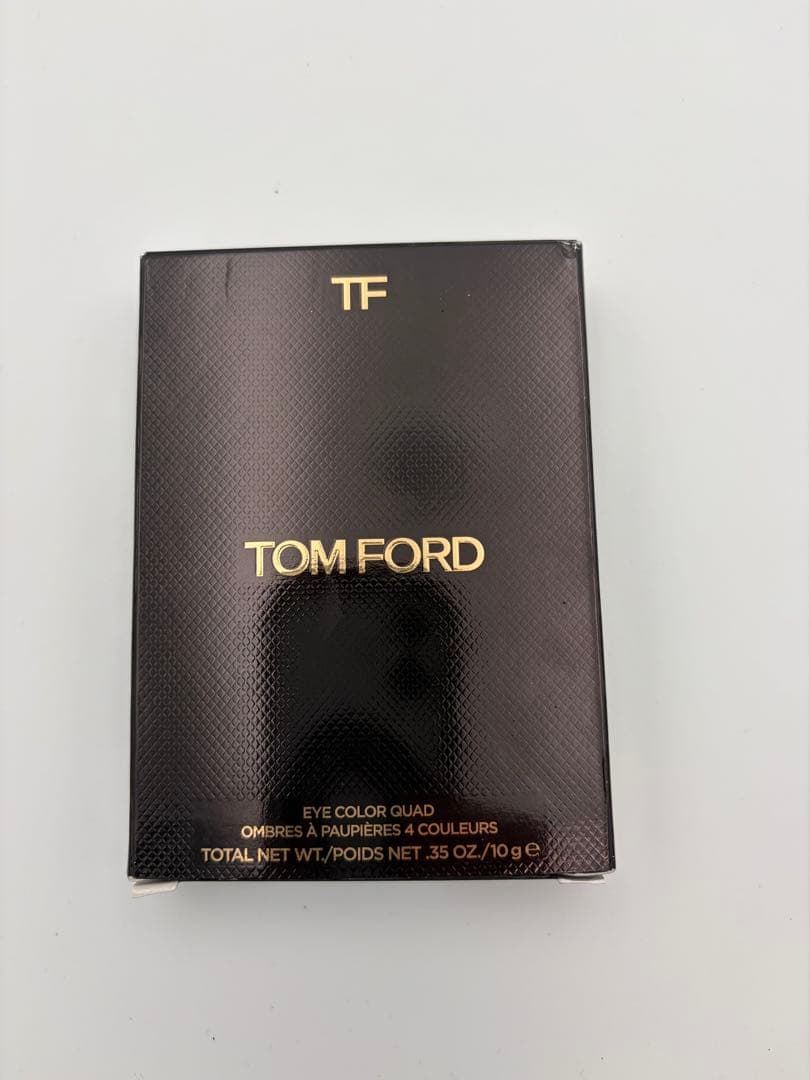 TF
TOM FORD
EYE COLOR QUAD
OMBRES À PAUPIÈRES 4 COULEURS
TOTAL NET WT./POIDS NET .35 OZ./10 g ℮